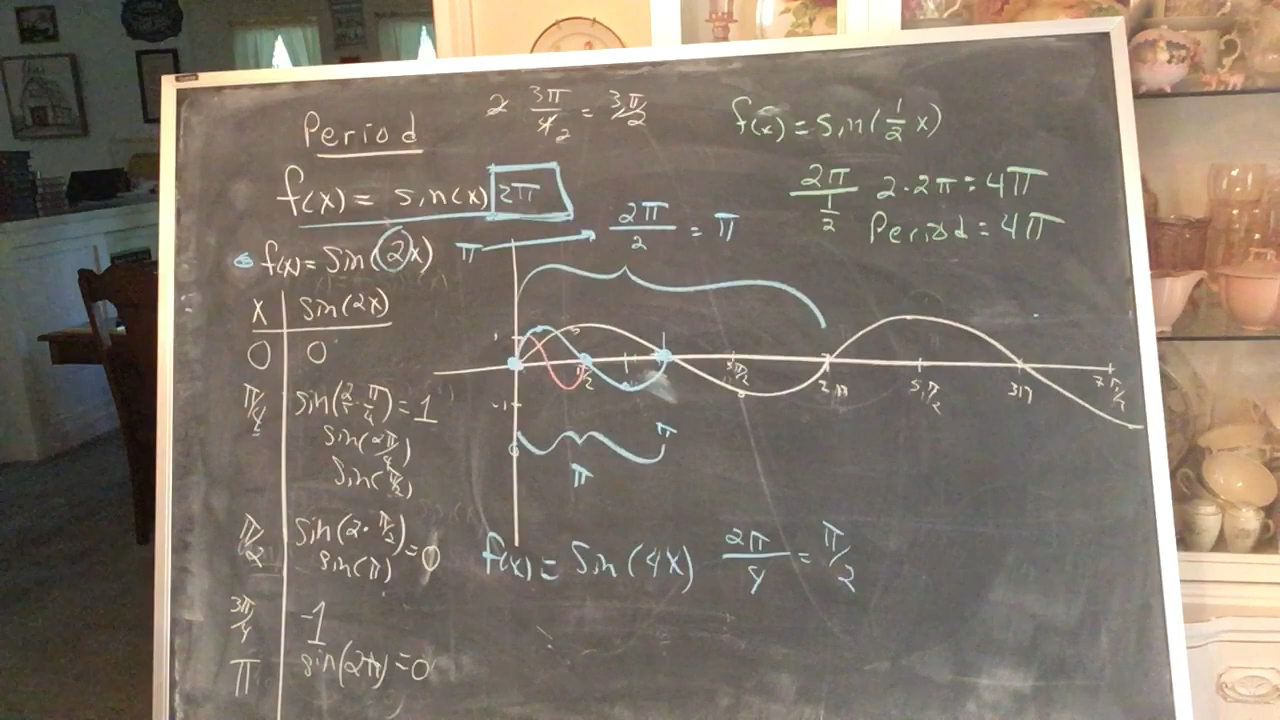 Period
2 3π/4 2 = 3π/2
f(x) = sin(x) 2π
f(x) = sin(2x) π
2π/2 = π
f(x) = sin(1/2 x)
2π / 1/2 2·2π = 4π
Period = 4π
x sin(2x)
0 0
π/4 sin(2/1 · π/4) = 1
sin(2π/4)
sin(π/2)
π/2 sin(2·π/2) = 0
sin(π)
3π/4 -1
π sin(2π) = 0
1
π/2 3π/2 2π 5π/2 3π 7π/2
-1
π
π
f(x) = sin(4x) 2π/4 = π/2